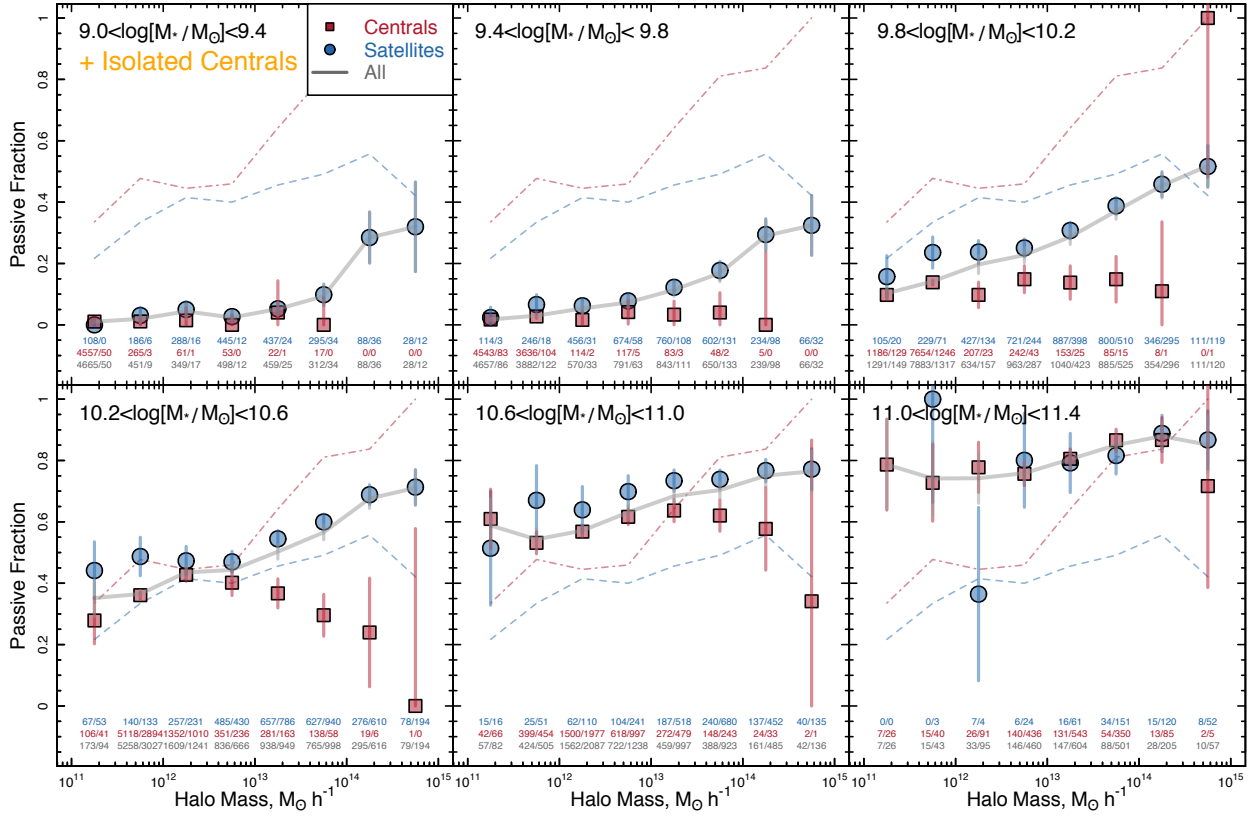 9.0<log[M*/M⊙]<9.4
+ Isolated Centrals
Centrals
Satellites
All
9.4<log[M*/M⊙]< 9.8
9.8<log[M*/M⊙]<10.2
Passive Fraction
1
0.8
0.6
0.4
0.2
0
108/0 186/6 288/16 445/12 437/24 295/34 88/36 28/12
4557/50 265/3 61/1 53/0 22/1 17/0 0/0 0/0
4665/50 451/9 349/17 498/12 459/25 312/34 88/36 28/12
114/3 246/18 456/31 674/58 760/108 602/131 234/98 66/32
4543/83 3636/104 114/2 117/5 83/3 48/2 5/0 0/0
4657/86 3882/122 570/33 791/63 843/111 650/133 239/98 66/32
105/20 229/71 427/134 721/244 887/398 800/510 346/295 111/119
1186/129 7654/1246 207/23 242/43 153/25 85/15 8/1 0/1
1291/149 7883/1317 634/157 963/287 1040/423 885/525 354/296 111/120
10.2<log[M*/M⊙]<10.6
10.6<log[M*/M⊙]<11.0
11.0<log[M*/M⊙]<11.4
Passive Fraction
1
0.8
0.6
0.4
0.2
0
67/53 140/133 257/231 485/430 657/786 627/940 276/610 78/194
106/41 5118/2894 1352/1010 351/236 281/163 138/58 19/6 1/0
173/94 5258/3027 1609/1241 836/666 938/949 765/998 295/616 79/194
15/16 25/51 62/110 104/241 187/518 240/680 137/452 40/135
42/66 399/454 1500/1977 618/997 272/479 148/243 24/33 2/1
57/82 424/505 1562/2087 722/1238 459/997 388/923 161/485 42/136
0/0 0/3 7/4 6/24 16/61 34/151 15/120 8/52
7/26 15/40 26/91 140/436 131/543 54/350 13/85 2/5
7/26 15/43 33/95 146/460 147/604 88/501 28/205 10/57
10¹¹ 10¹² 10¹³ 10¹⁴ 10¹⁵
10¹¹ 10¹² 10¹³ 10¹⁴ 10¹⁵
10¹¹ 10¹² 10¹³ 10¹⁴ 10¹⁵
Halo Mass, M⊙ h⁻¹
Halo Mass, M⊙ h⁻¹
Halo Mass, M⊙ h⁻¹